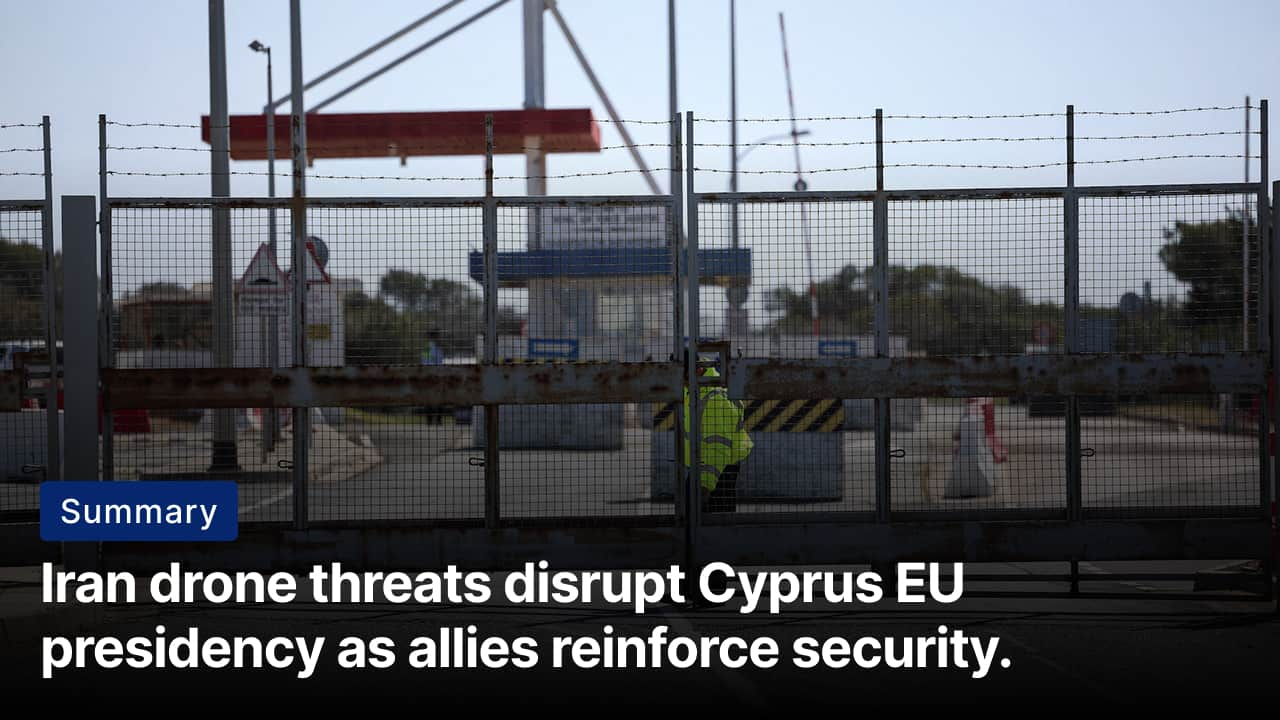 Summary
Iran drone threats disrupt Cyprus EU
presidency as allies reinforce security.